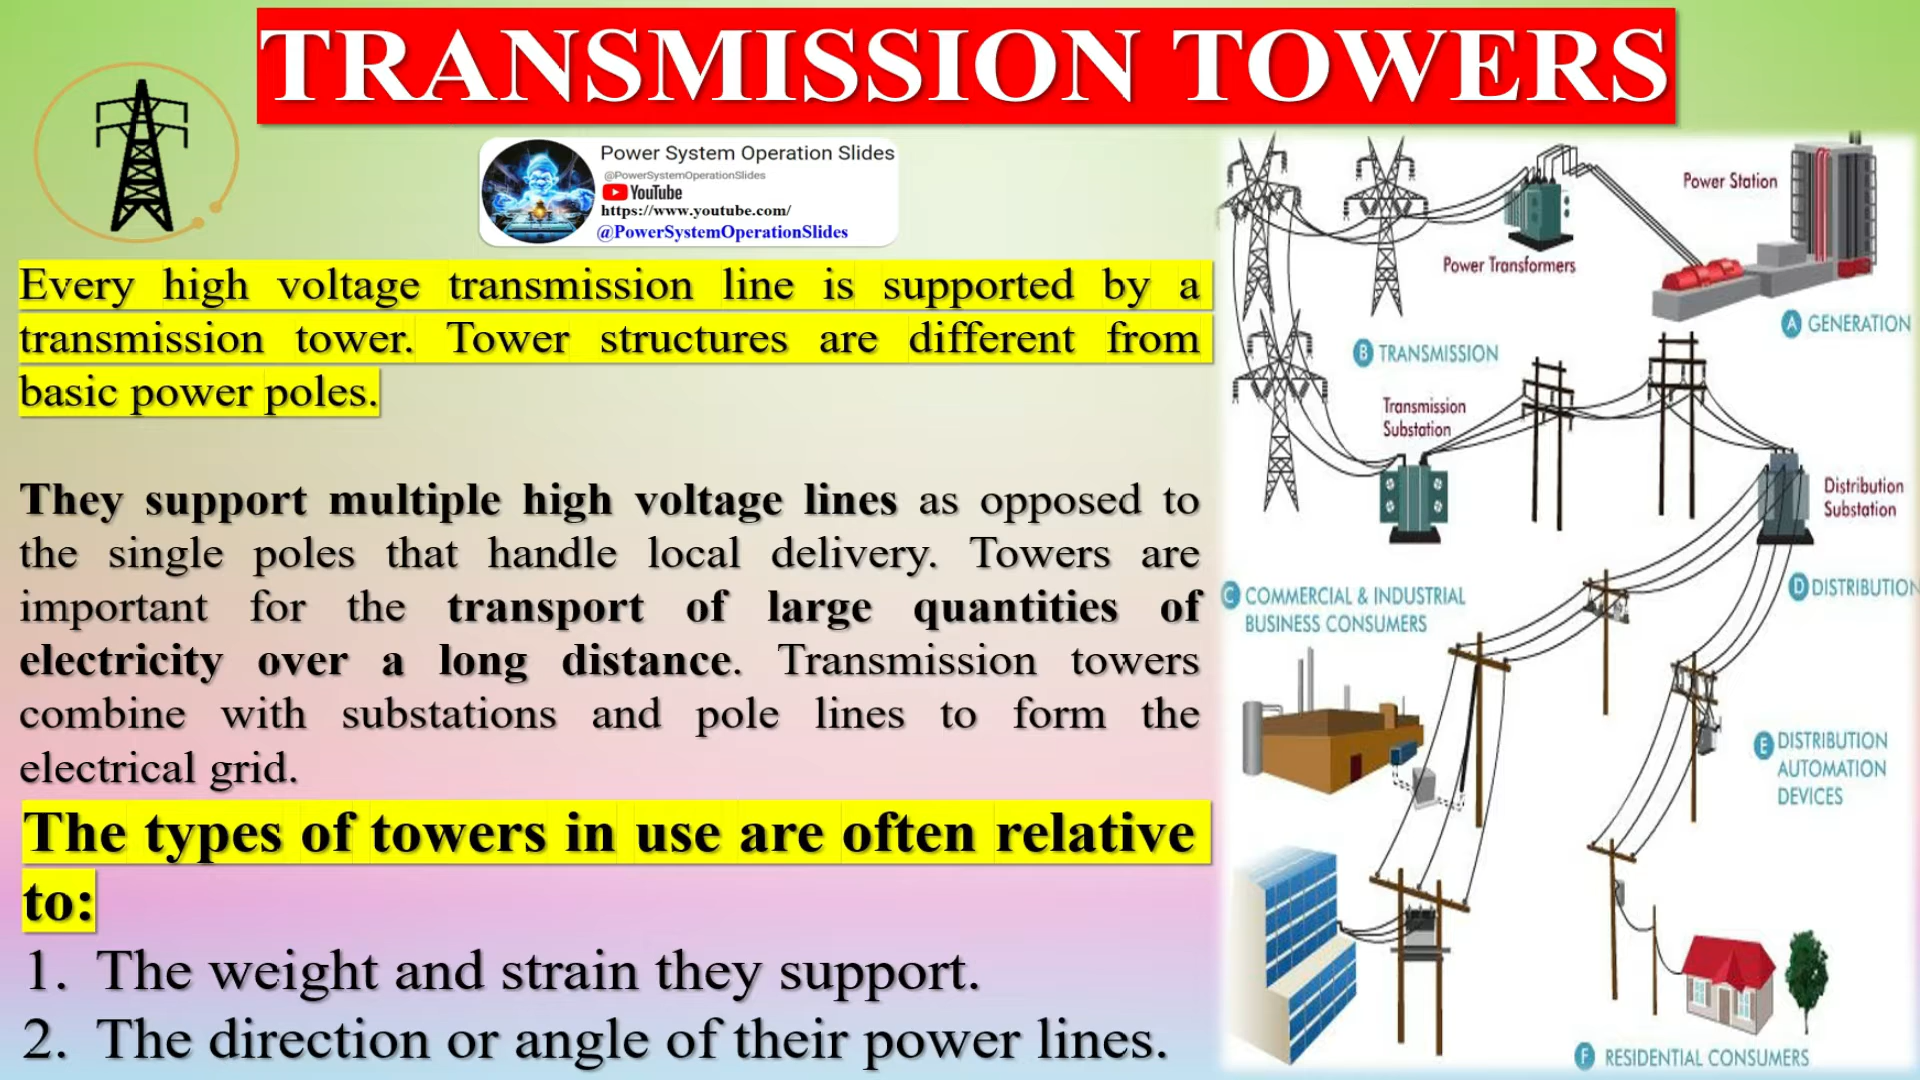 TRANSMISSION TOWERS
Power System Operation Slides
@PowerSystemOperationSlides
YouTube
https://www.youtube.com/
@PowerSystemOperationSlides
Every high voltage transmission line is supported by a
transmission tower. Tower structures are different from
basic power poles.
They support multiple high voltage lines as opposed to
the single poles that handle local delivery. Towers are
important for the transport of large quantities of
electricity over a long distance. Transmission towers
combine with substations and pole lines to form the
electrical grid.
The types of towers in use are often relative
to:
1. The weight and strain they support.
2. The direction or angle of their power lines.
Power Station
Power Transformers
A GENERATION
B TRANSMISSION
Transmission
Substation
Distribution
Substation
C COMMERCIAL & INDUSTRIAL
BUSINESS CONSUMERS
D DISTRIBUTION
E DISTRIBUTION
AUTOMATION
DEVICES
F RESIDENTIAL CONSUMERS